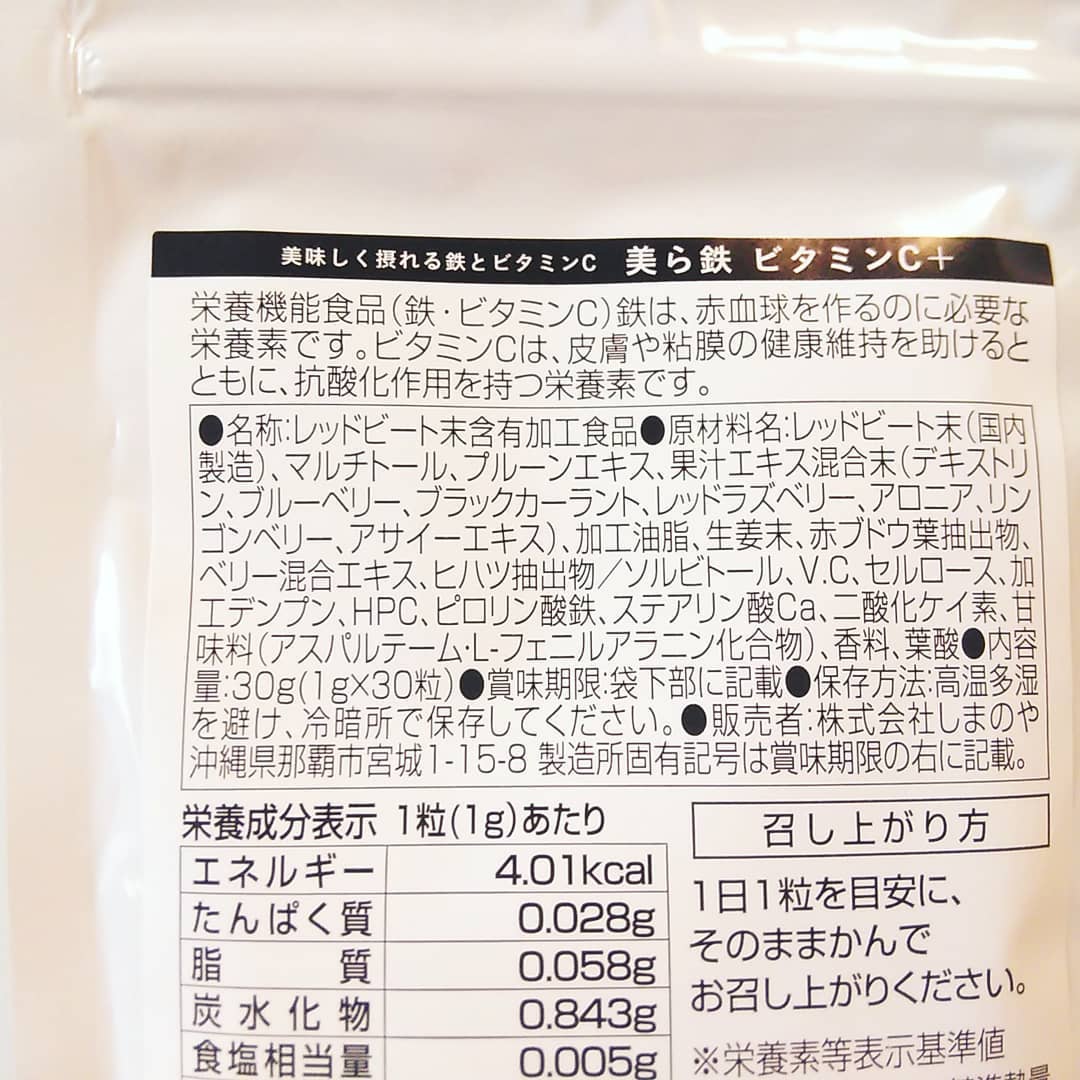 美味しく摂れる鉄とビタミンC 美ら鉄 ビタミンC+
栄養機能食品(鉄・ビタミンC)鉄は、赤血球を作るのに必要な
栄養素です。ビタミンCは、皮膚や粘膜の健康維持を助けると
ともに、抗酸化作用を持つ栄養素です。
●名称:レッドビート末含有加工食品●原材料名:レッドビート末(国内
製造)、マルチトール、プルーンエキス、果汁エキス混合末(デキストリ
ン、ブルーベリー、ブラックカーラント、レッドラズベリー、アロニア、リン
ゴンベリー、アサイーエキス)、加工油脂、生姜末、赤ブドウ葉抽出物、
ベリー混合エキス、ヒハツ抽出物/ソルビトール、V.C、セルロース、加
工デンプン、HPC、ピロリン酸鉄、ステアリン酸Ca、二酸化ケイ素、甘
味料(アスパルテーム・L-フェニルアラニン化合物)、香料、葉酸●内容
量:30g(1g×30粒)●賞味期限:袋下部に記載●保存方法:高温多湿
を避け、冷暗所で保存してください。●販売者:株式会社しまのや
沖縄県那覇市宮城1-15-8 製造所固有記号は賞味期限の右に記載。
栄養成分表示 1粒(1g)あたり
エネルギー 4.01kcal
たんぱく質 0.028g
脂質 0.058g
炭水化物 0.843g
食塩相当量 0.005g
召し上がり方
1日1粒を目安に、
そのままかんで
お召し上がりください。
※栄養素等表示基準値